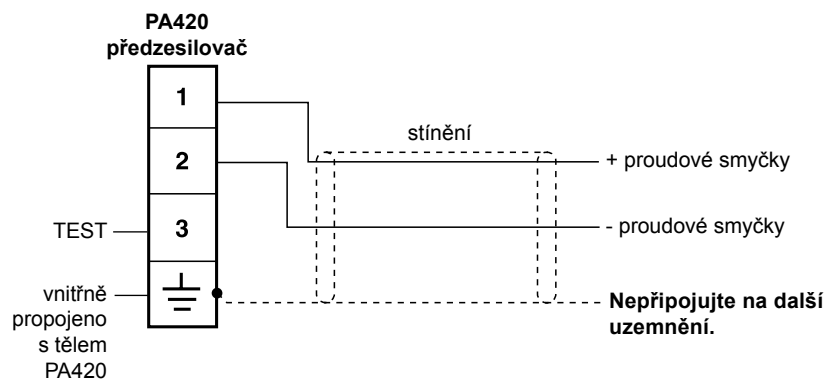 PA420
předzesilovač
1
stínění
2
+ proudové smyčky
TEST
3
- proudové smyčky
vnitřně
propojeno
s tělem
PA420
Nepřipojujte na další
uzemnění.